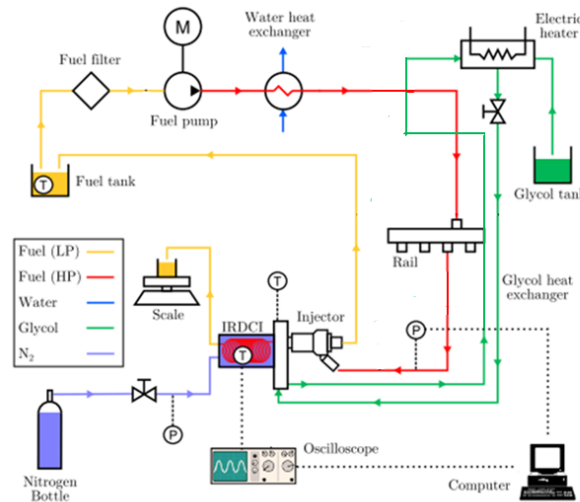 M
Water heat
exchanger
Electric
heater
Fuel filter
Fuel pump
T
Fuel tank
Glycol tank
Fuel (LP)
Fuel (HP)
Water
Glycol
N₂
Scale
Rail
Glycol heat
exchanger
T
Injector
IRDCI
T
P
P
Nitrogen
Bottle
Oscilloscope
Computer